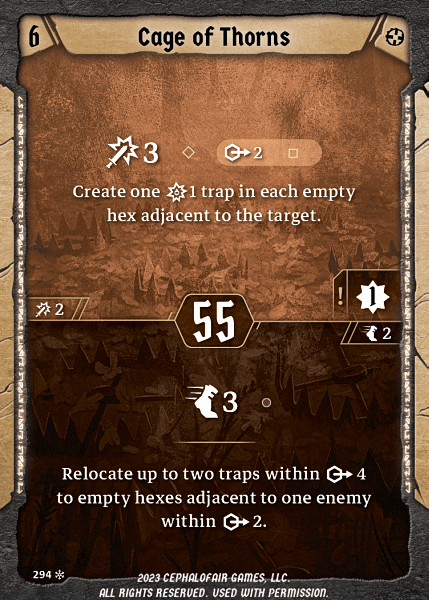 6
Cage of Thorns
3
2
Create one 1 trap in each empty
hex adjacent to the target.
2
55
! 1
2
3
Relocate up to two traps within 4
to empty hexes adjacent to one enemy
within 2.
294
2023 CEPHALOFAIR GAMES, LLC.
ALL RIGHTS RESERVED. USED WITH PERMISSION.